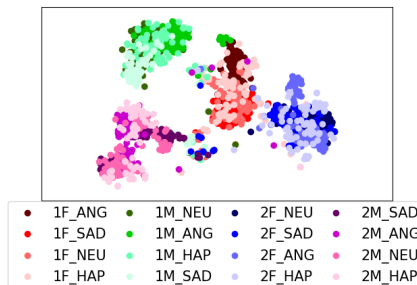 1F_ANG 1M_NEU 2F_NEU 2M_SAD
1F_SAD 1M_ANG 2F_SAD 2M_ANG
1F_NEU 1M_HAP 2F_ANG 2M_NEU
1F_HAP 1M_SAD 2F_HAP 2M_HAP